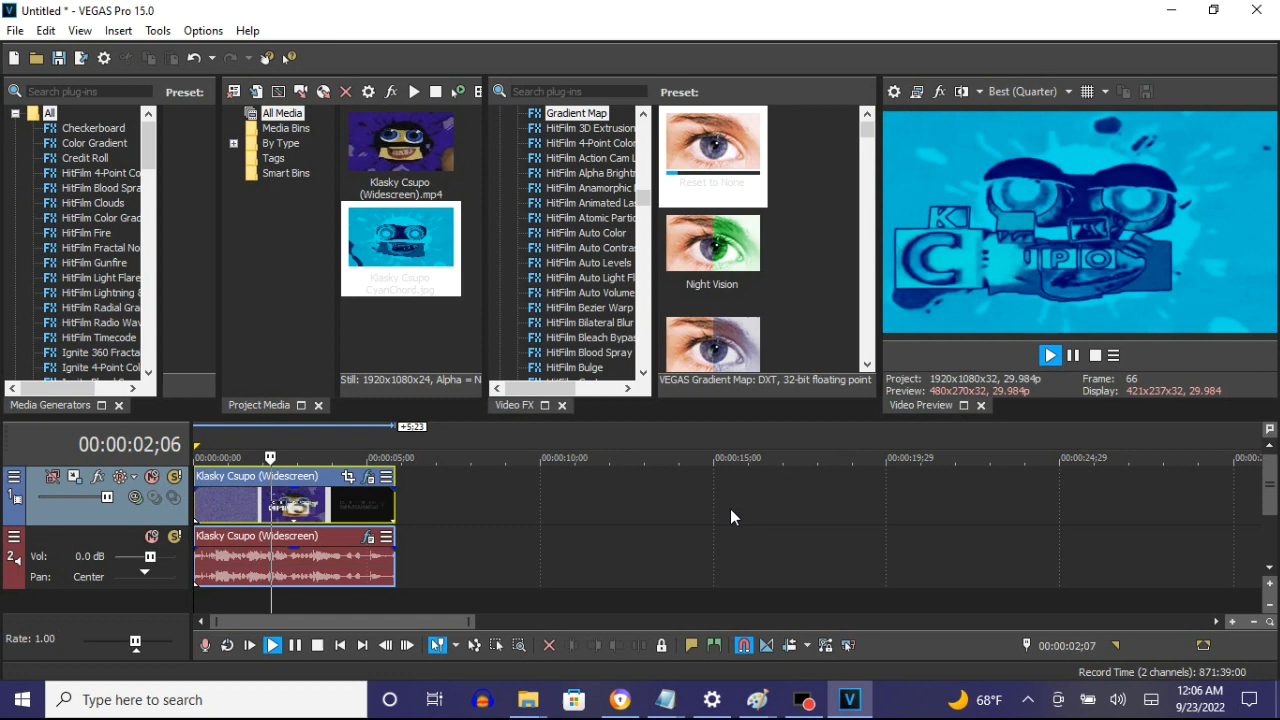 Untitled * - VEGAS Pro 15.0
File Edit View Insert Tools Options Help
Search plug-ins
Preset:
All
Checkerboard
Color Gradient
Credit Roll
HitFilm 4-Point Co
HitFilm Blood Spra
HitFilm Clouds
HitFilm Color Grac
HitFilm Fire
HitFilm Fractal No
HitFilm Gunfire
HitFilm Light Flare
HitFilm Lightning &
HitFilm Radial Gra
HitFilm Radio Wav
HitFilm Timecode
Ignite 360 Fracta
Ignite 4-Point Col
Media Generators
All Media
Media Bins
By Type
Tags
Smart Bins
Klasky Csupo
(Widescreen).mp4
Klasky Csupo
CyanChord.jpg
Still: 1920x1080x24, Alpha = N
Project Media
Search plug-ins
Preset:
Gradient Map
HitFilm 3D Extrusion
HitFilm 4-Point Color
HitFilm Action Cam L
HitFilm Alpha Brightn
HitFilm Anamorphic
HitFilm Animated Las
HitFilm Atomic Partic
HitFilm Auto Color
HitFilm Auto Contras
HitFilm Auto Levels
HitFilm Auto Light Fl
HitFilm Auto Volume
HitFilm Bezier Warp
HitFilm Bilateral Blur
HitFilm Bleach Bypas
HitFilm Blood Spray
HitFilm Bulge
Reset to None
Night Vision
VEGAS Gradient Map: DXT, 32-bit floating point
Video FX
Best (Quarter)
K
C UPO
Project: 1920x1080x32, 29.984p Frame: 66
Preview: 480x270x32, 29.984p Display: 421x237x32, 29.984
Video Preview
00:00:02;06
+5;23
00:00:00;00 00:00:05;00 00:00:10;00 00:00:15;00 00:00:19;29 00:00:24;29
1
Klasky Csupo (Widescreen)
2
Klasky Csupo (Widescreen)
Vol: 0.0 dB
Pan: Center
Rate: 1.00
00:00:02;07
Record Time (2 channels): 871:39:00
Type here to search
68°F
12:06 AM
9/23/2022